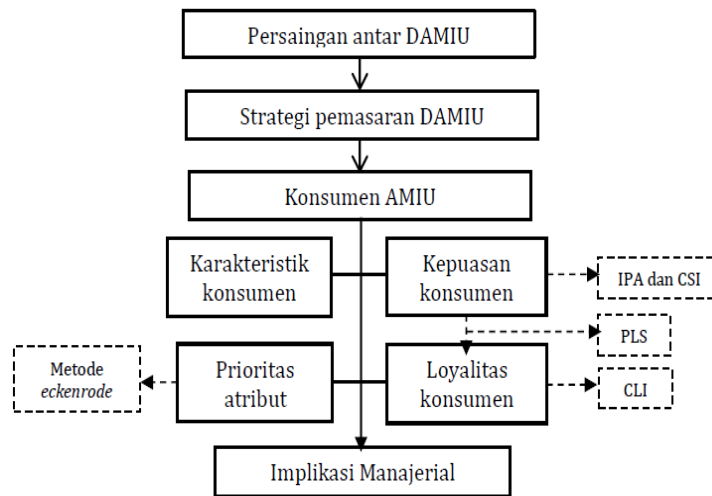 Persaingan antar DAMIU
Strategi pemasaran DAMIU
Konsumen AMIU
Karakteristik
konsumen
Kepuasan
konsumen
IPA dan CSI
PLS
Metode
eckenrode
Prioritas
atribut
Loyalitas
konsumen
CLI
Implikasi Manajerial